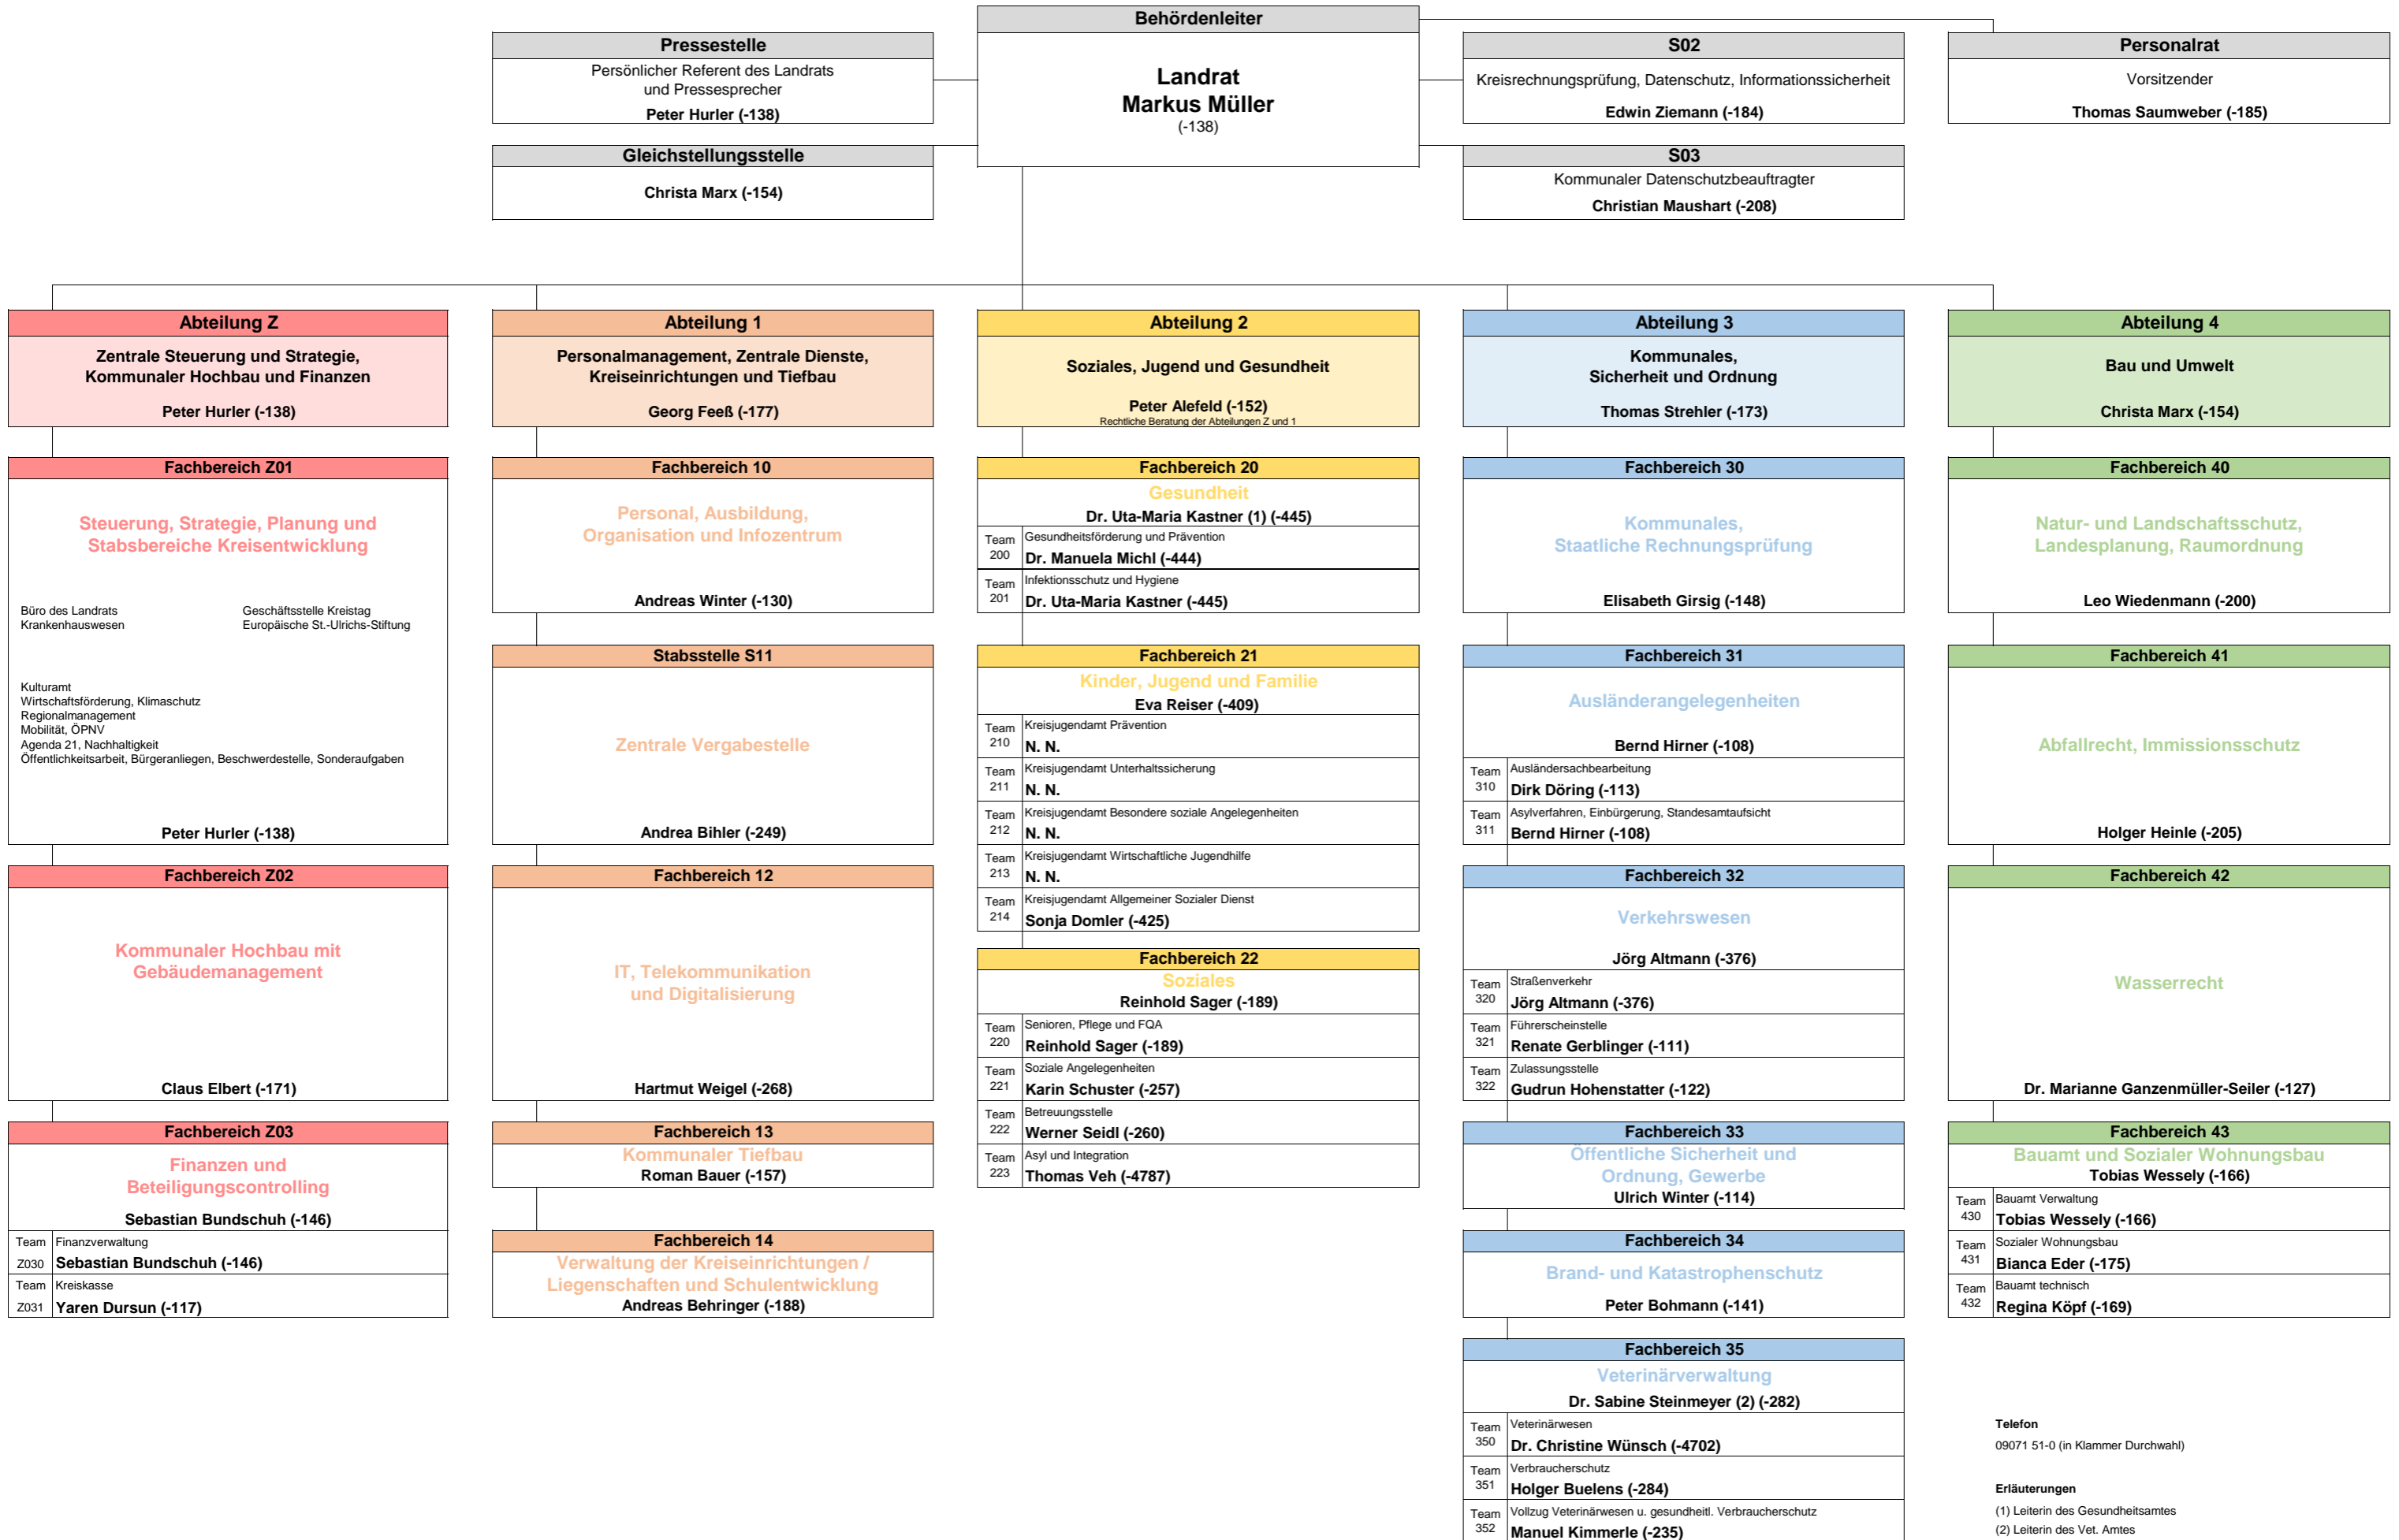 Behördenleiter
Landrat
Markus Müller
(-138)
Pressestelle
Persönlicher Referent des Landrats
und Pressesprecher
Peter Hurler (-138)
Gleichstellungsstelle
Christa Marx (-154)
S02
Kreisrechnungsprüfung, Datenschutz, Informationssicherheit
Edwin Ziemann (-184)
S03
Kommunaler Datenschutzbeauftragter
Christian Maushart (-208)
Personalrat
Vorsitzender
Thomas Saumweber (-185)
Abteilung Z
Zentrale Steuerung und Strategie,
Kommunaler Hochbau und Finanzen
Peter Hurler (-138)
Fachbereich Z01
Steuerung, Strategie, Planung und
Stabsbereiche Kreisentwicklung
Büro des Landrats
Krankenhauswesen
Geschäftsstelle Kreistag
Europäische St.-Ulrichs-Stiftung
Kulturamt
Wirtschaftsförderung, Klimaschutz
Regionalmanagement
Mobilität, ÖPNV
Agenda 21, Nachhaltigkeit
Öffentlichkeitsarbeit, Bürgeranliegen, Beschwerdestelle, Sonderaufgaben
Peter Hurler (-138)
Fachbereich Z02
Kommunaler Hochbau mit
Gebäudemanagement
Claus Elbert (-171)
Fachbereich Z03
Finanzen und
Beteiligungscontrolling
Sebastian Bundschuh (-146)
Team
Z030
Finanzverwaltung
Sebastian Bundschuh (-146)
Team
Z031
Kreiskasse
Yaren Dursun (-117)
Abteilung 1
Personalmanagement, Zentrale Dienste,
Kreiseinrichtungen und Tiefbau
Georg Feeß (-177)
Fachbereich 10
Personal, Ausbildung,
Organisation und Infozentrum
Andreas Winter (-130)
Stabsstelle S11
Zentrale Vergabestelle
Andrea Bihler (-249)
Fachbereich 12
IT, Telekommunikation
und Digitalisierung
Hartmut Weigel (-268)
Fachbereich 13
Kommunaler Tiefbau
Roman Bauer (-157)
Fachbereich 14
Verwaltung der Kreiseinrichtungen /
Liegenschaften und Schulentwicklung
Andreas Behringer (-188)
Abteilung 2
Soziales, Jugend und Gesundheit
Peter Alefeld (-152)
Rechtliche Beratung der Abteilungen Z und 1
Fachbereich 20
Gesundheit
Dr. Uta-Maria Kastner (1) (-445)
Team
200
Gesundheitsförderung und Prävention
Dr. Manuela Michl (-444)
Team
201
Infektionsschutz und Hygiene
Dr. Uta-Maria Kastner (-445)
Fachbereich 21
Kinder, Jugend und Familie
Eva Reiser (-409)
Team
210
Kreisjugendamt Prävention
N. N.
Team
211
Kreisjugendamt Unterhaltssicherung
N. N.
Team
212
Kreisjugendamt Besondere soziale Angelegenheiten
N. N.
Team
213
Kreisjugendamt Wirtschaftliche Jugendhilfe
N. N.
Team
214
Kreisjugendamt Allgemeiner Sozialer Dienst
Sonja Domler (-425)
Fachbereich 22
Soziales
Reinhold Sager (-189)
Team
220
Senioren, Pflege und FQA
Reinhold Sager (-189)
Team
221
Soziale Angelegenheiten
Karin Schuster (-257)
Team
222
Betreuungsstelle
Werner Seidl (-260)
Team
223
Asyl und Integration
Thomas Veh (-4787)
Abteilung 3
Kommunales,
Sicherheit und Ordnung
Thomas Strehler (-173)
Fachbereich 30
Kommunales,
Staatliche Rechnungsprüfung
Elisabeth Girsig (-148)
Fachbereich 31
Ausländerangelegenheiten
Bernd Hirner (-108)
Team
310
Ausländersachbearbeitung
Dirk Döring (-113)
Team
311
Asylverfahren, Einbürgerung, Standesamtaufsicht
Bernd Hirner (-108)
Fachbereich 32
Verkehrswesen
Jörg Altmann (-376)
Team
320
Straßenverkehr
Jörg Altmann (-376)
Team
321
Führerscheinstelle
Renate Gerblinger (-111)
Team
322
Zulassungsstelle
Gudrun Hohenstatter (-122)
Fachbereich 33
Öffentliche Sicherheit und
Ordnung, Gewerbe
Ulrich Winter (-114)
Fachbereich 34
Brand- und Katastrophenschutz
Peter Bohmann (-141)
Fachbereich 35
Veterinärverwaltung
Dr. Sabine Steinmeyer (2) (-282)
Team
350
Veterinärwesen
Dr. Christine Wünsch (-4702)
Team
351
Verbraucherschutz
Holger Buelens (-284)
Team
352
Vollzug Veterinärwesen u. gesundheitl. Verbraucherschutz
Manuel Kimmerle (-235)
Abteilung 4
Bau und Umwelt
Christa Marx (-154)
Fachbereich 40
Natur- und Landschaftsschutz,
Landesplanung, Raumordnung
Leo Wiedenmann (-200)
Fachbereich 41
Abfallrecht, Immissionsschutz
Holger Heinle (-205)
Fachbereich 42
Wasserrecht
Dr. Marianne Ganzenmüller-Seiler (-127)
Fachbereich 43
Bauamt und Sozialer Wohnungsbau
Tobias Wessely (-166)
Team
430
Bauamt Verwaltung
Tobias Wessely (-166)
Team
431
Sozialer Wohnungsbau
Bianca Eder (-175)
Team
432
Bauamt technisch
Regina Köpf (-169)
Telefon
09071 51-0 (in Klammer Durchwahl)
Erläuterungen
(1) Leiterin des Gesundheitsamtes
(2) Leiterin des Vet. Amtes